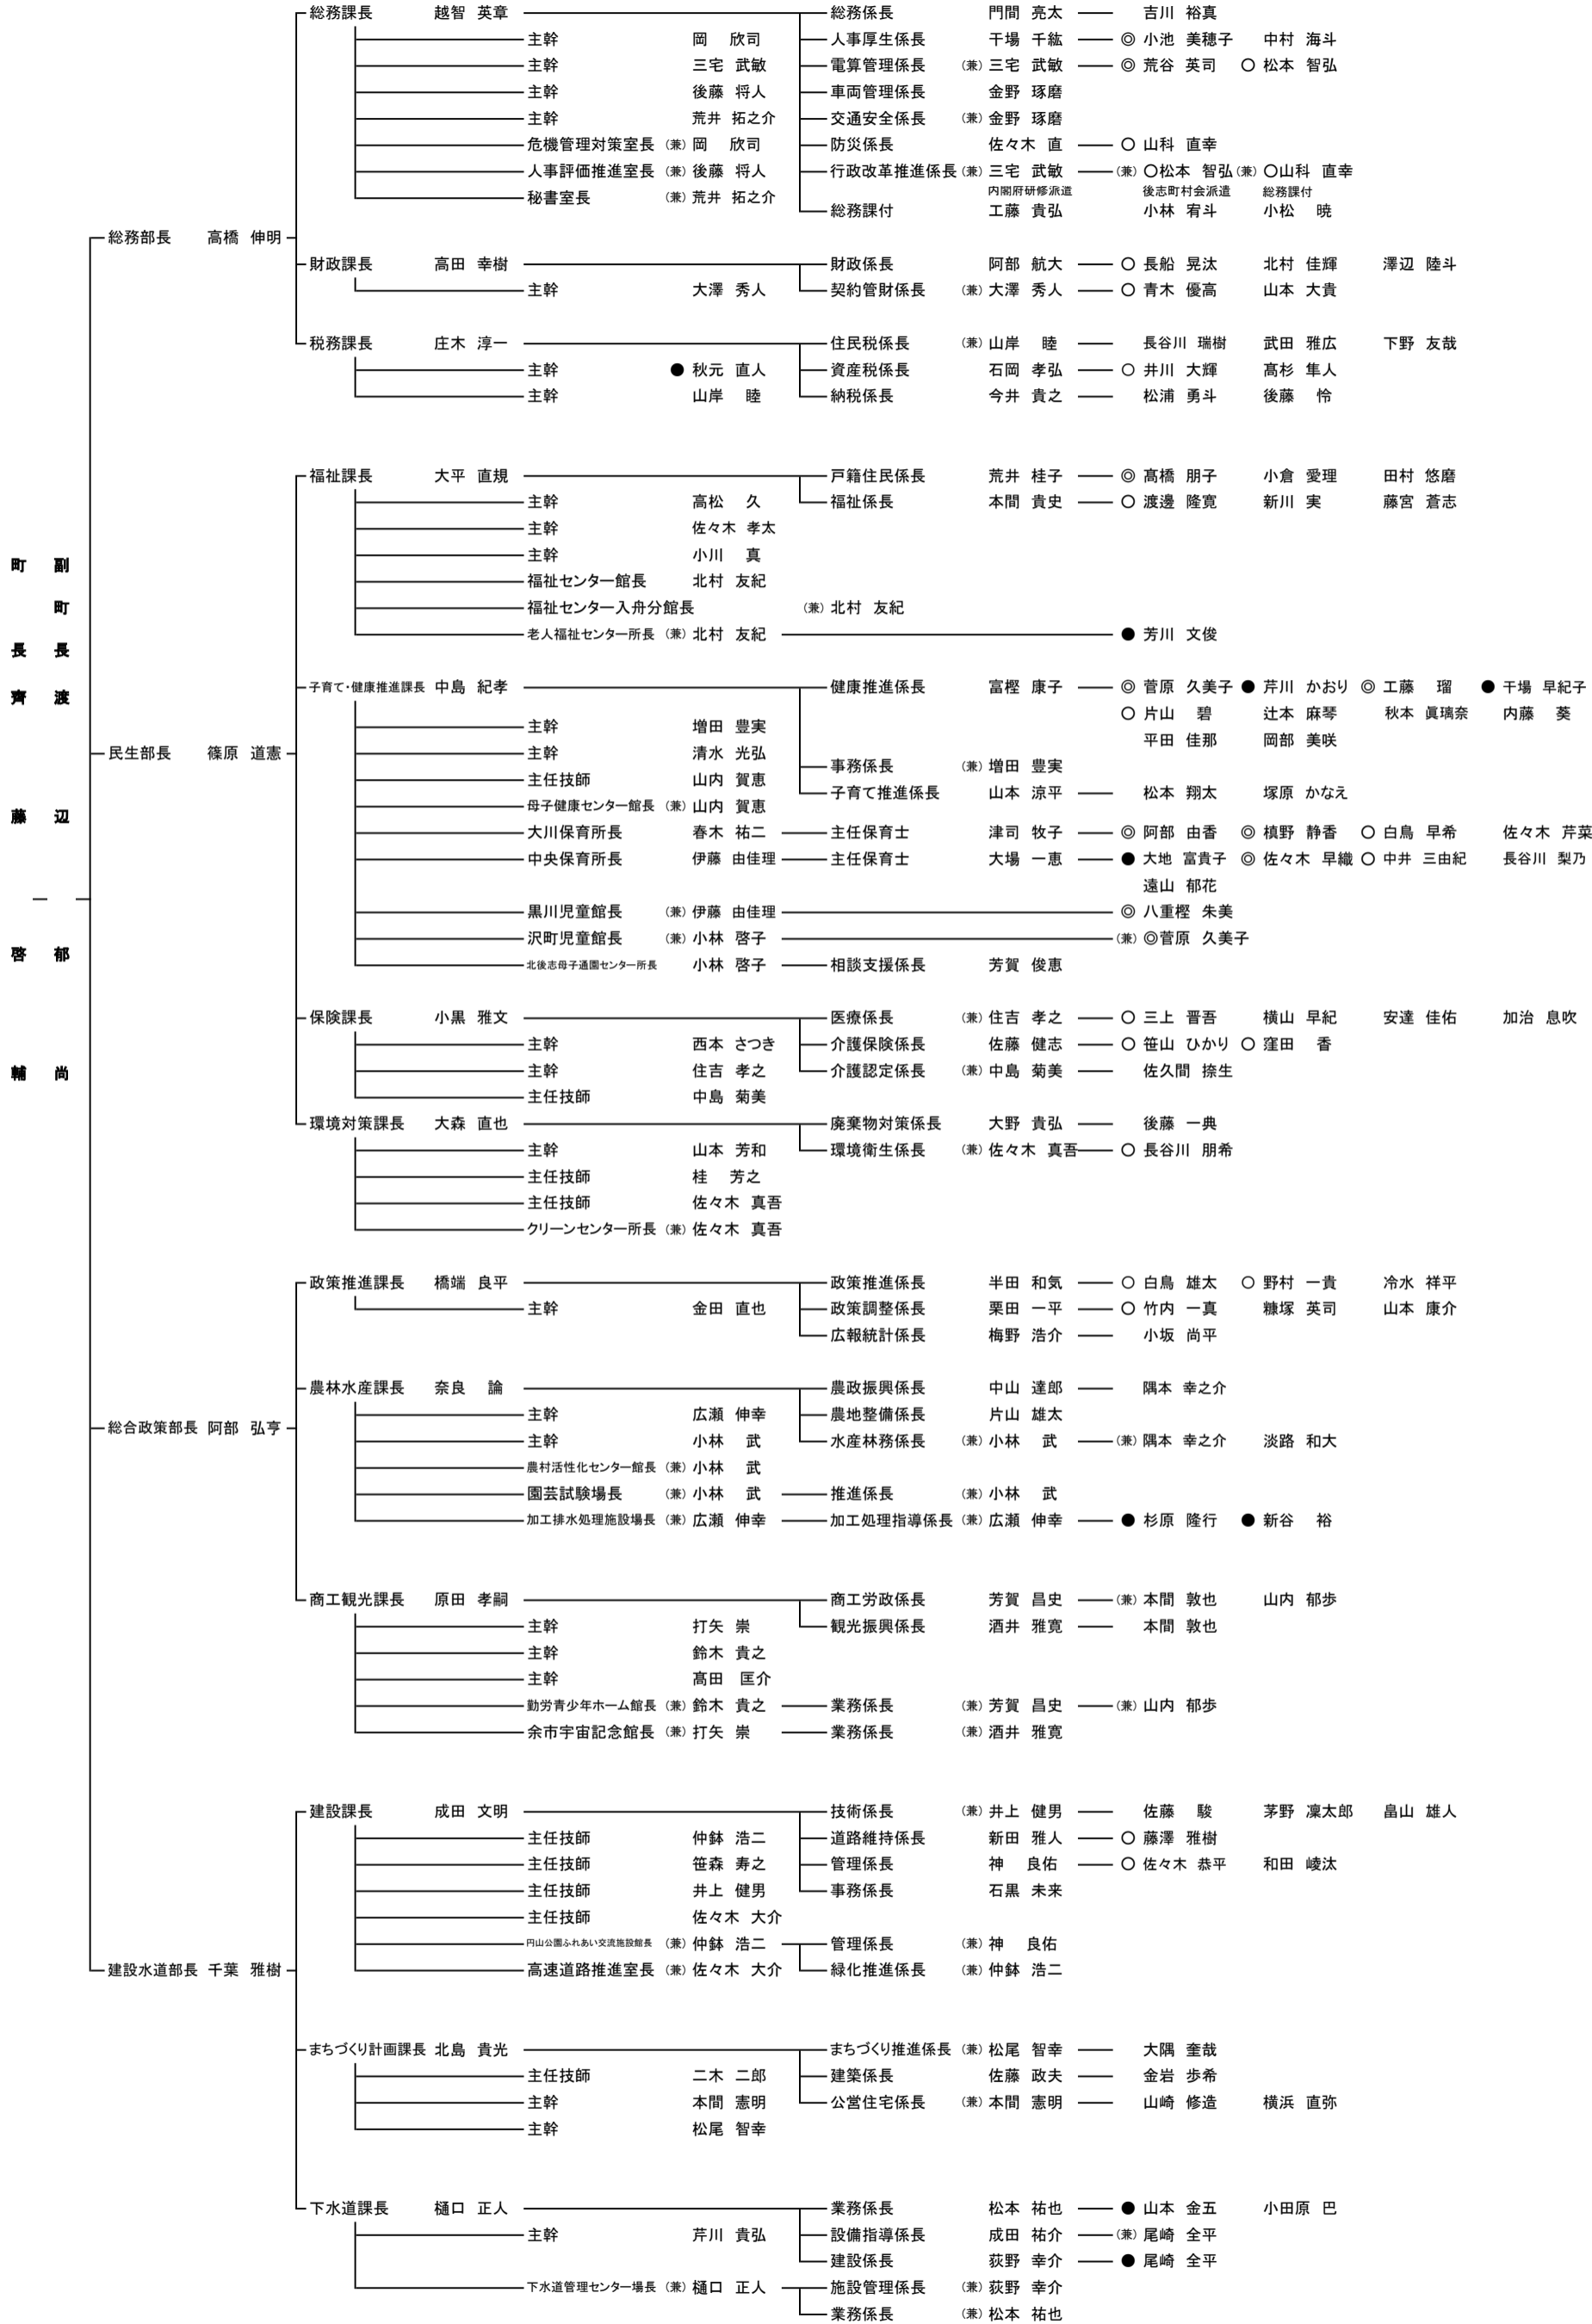 総務課長 越智 英章 総務係長 門間 亮太 吉川 裕真
主幹 岡 欣司 人事厚生係長 干場 千紘 ◎ 小池 美穂子 中村 海斗
主幹 三宅 武敏 電算管理係長 (兼) 三宅 武敏 ◎ 荒谷 英司 ○ 松本 智弘
主幹 後藤 将人 車両管理係長 金野 琢磨
主幹 荒井 拓之介 交通安全係長 (兼) 金野 琢磨
危機管理対策室長 (兼) 岡 欣司 防災係長 佐々木 直 ○ 山科 直幸
人事評価推進室長 (兼) 後藤 将人 行政改革推進係長 (兼) 三宅 武敏 (兼) ○松本 智弘 (兼) ○山科 直幸
内閣府研修派遣 後志町村会派遣 総務課付
秘書室長 (兼) 荒井 拓之介
総務課付 工藤 貴弘 小林 宥斗 小松 暁
総務部長 高橋 伸明
財政課長 高田 幸樹 財政係長 阿部 航大 ○ 長船 晃汰 北村 佳輝 澤辺 陸斗
主幹 大澤 秀人 契約管財係長 (兼) 大澤 秀人 ○ 青木 優高 山本 大貴
税務課長 庄木 淳一 住民税係長 (兼) 山岸 睦 長谷川 瑞樹 武田 雅広 下野 友哉
主幹 ● 秋元 直人 資産税係長 石岡 孝弘 ○ 井川 大輝 髙杉 隼人
主幹 山岸 睦 納税係長 今井 貴之 松浦 勇斗 後藤 怜
福祉課長 大平 直規 戸籍住民係長 荒井 桂子 ◎ 髙橋 朋子 小倉 愛理 田村 悠磨
主幹 高松 久 福祉係長 本間 貴史 ○ 渡邊 隆寛 新川 実 藤宮 蒼志
主幹 佐々木 孝太
主幹 小川 真
福祉センター館長 北村 友紀
福祉センター入舟分館長 (兼) 北村 友紀
老人福祉センター所長 (兼) 北村 友紀 ● 芳川 文俊
町長 齊藤 啓輔
副町長 渡辺 郁尚
子育て・健康推進課長 中島 紀孝 健康推進係長 富樫 康子 ◎ 菅原 久美子 ● 芹川 かおり ◎ 工藤 瑠 ● 干場 早紀子
○ 片山 碧 辻本 麻琴 秋本 眞璃奈 内藤 葵
主幹 増田 豊実
平田 佳那 岡部 美咲
民生部長 篠原 道憲
主幹 清水 光弘
事務係長 (兼) 増田 豊実
主任技師 山内 賀恵
子育て推進係長 山本 涼平 松本 翔太 塚原 かなえ
母子健康センター館長 (兼) 山内 賀恵
大川保育所長 春木 祐二 主任保育士 津司 牧子 ◎ 阿部 由香 ◎ 槙野 静香 ○ 白鳥 早希 佐々木 芹菜
中央保育所長 伊藤 由佳理 主任保育士 大場 一恵 ● 大地 富貴子 ◎ 佐々木 早織 ○ 中井 三由紀 長谷川 梨乃
遠山 郁花
黒川児童館長 (兼) 伊藤 由佳理 ◎ 八重樫 朱美
沢町児童館長 (兼) 小林 啓子 (兼) ◎菅原 久美子
北後志母子通園センター所長 小林 啓子 相談支援係長 芳賀 俊恵
保険課長 小黒 雅文 医療係長 (兼) 住吉 孝之 ○ 三上 晋吾 横山 早紀 安達 佳佑 加治 息吹
主幹 西本 さつき 介護保険係長 佐藤 健志 ○ 笹山 ひかり ○ 窪田 香
主幹 住吉 孝之 介護認定係長 (兼) 中島 菊美 佐久間 捺生
主任技師 中島 菊美
環境対策課長 大森 直也 廃棄物対策係長 大野 貴弘 後藤 一典
主幹 山本 芳和 環境衛生係長 (兼) 佐々木 真吾 ○ 長谷川 朋希
主任技師 桂 芳之
主任技師 佐々木 真吾
クリーンセンター所長 (兼) 佐々木 真吾
政策推進課長 橋端 良平 政策推進係長 半田 和気 ○ 白鳥 雄太 ○ 野村 一貴 冷水 祥平
主幹 金田 直也 政策調整係長 栗田 一平 ○ 竹内 一真 糠塚 英司 山本 康介
広報統計係長 梅野 浩介 小坂 尚平
農林水産課長 奈良 論 農政振興係長 中山 達郎 隅本 幸之介
主幹 広瀬 伸幸 農地整備係長 片山 雄太
総合政策部長 阿部 弘亨
主幹 小林 武 水産林務係長 (兼) 小林 武 (兼) 隅本 幸之介 淡路 和大
農村活性化センター館長 (兼) 小林 武
園芸試験場長 (兼) 小林 武 推進係長 (兼) 小林 武
加工排水処理施設場長 (兼) 広瀬 伸幸 加工処理指導係長 (兼) 広瀬 伸幸 ● 杉原 隆行 ● 新谷 裕
商工観光課長 原田 孝嗣 商工労政係長 芳賀 昌史 (兼) 本間 敦也 山内 郁歩
主幹 打矢 崇 観光振興係長 酒井 雅寛 本間 敦也
主幹 鈴木 貴之
主幹 髙田 匡介
勤労青少年ホーム館長 (兼) 鈴木 貴之 業務係長 (兼) 芳賀 昌史 (兼) 山内 郁歩
余市宇宙記念館長 (兼) 打矢 崇 業務係長 (兼) 酒井 雅寛
建設課長 成田 文明 技術係長 (兼) 井上 健男 佐藤 駿 茅野 凜太郎 畠山 雄人
主任技師 仲鉢 浩二 道路維持係長 新田 雅人 ○ 藤澤 雅樹
主任技師 笹森 寿之 管理係長 神 良佑 ○ 佐々木 恭平 和田 崚汰
主任技師 井上 健男 事務係長 石黒 未来
主任技師 佐々木 大介
円山公園ふれあい交流施設館長 (兼) 仲鉢 浩二 管理係長 (兼) 神 良佑
建設水道部長 千葉 雅樹 高速道路推進室長 (兼) 佐々木 大介 緑化推進係長 (兼) 仲鉢 浩二
まちづくり計画課長 北島 貴光 まちづくり推進係長 (兼) 松尾 智幸 大隅 奎哉
主任技師 二木 二郎 建築係長 佐藤 政夫 金岩 歩希
主幹 本間 憲明 公営住宅係長 (兼) 本間 憲明 山崎 修造 横浜 直弥
主幹 松尾 智幸
下水道課長 樋口 正人 業務係長 松本 祐也 ● 山本 金五 小田原 巴
主幹 芹川 貴弘 設備指導係長 成田 祐介 (兼) 尾崎 全平
建設係長 荻野 幸介 ● 尾崎 全平
下水道管理センター場長 (兼) 樋口 正人 施設管理係長 (兼) 荻野 幸介
業務係長 (兼) 松本 祐也